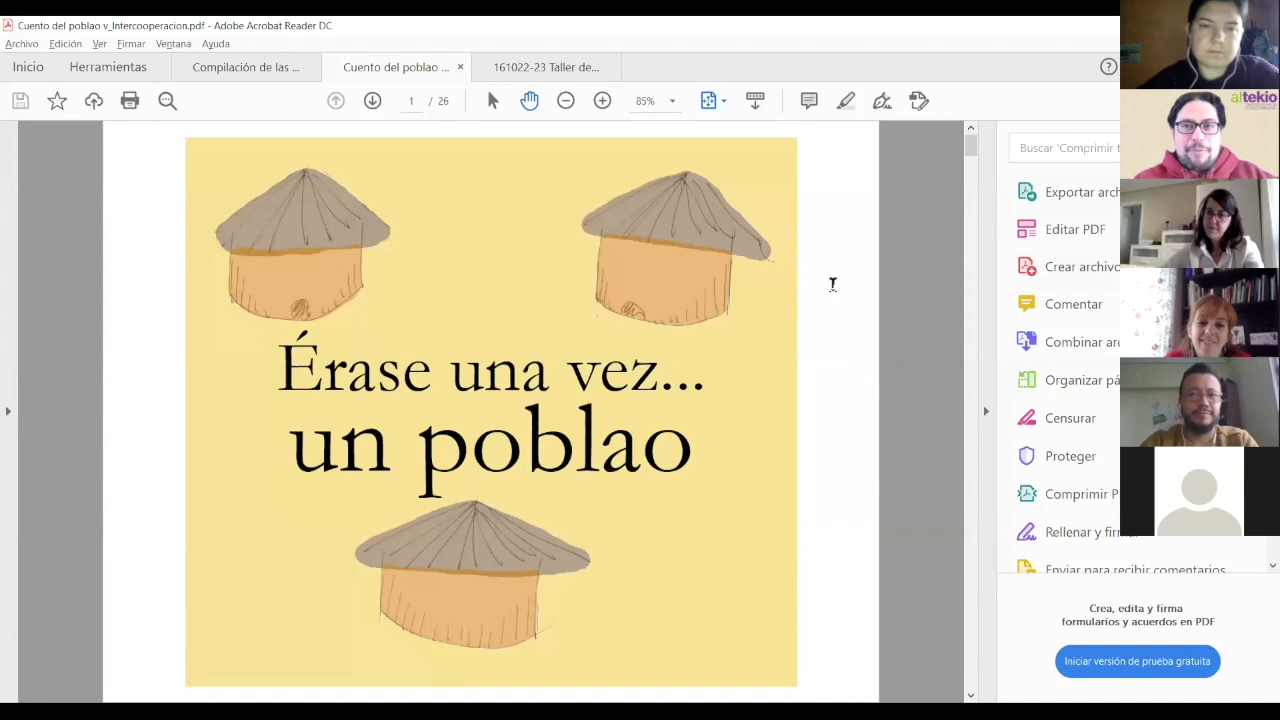 Cuento del poblao v_Intercooperacion.pdf - Adobe Acrobat Reader DC
Archivo Edición Ver Firmar Ventana Ayuda
Inicio Herramientas Compilación de las ... Cuento del poblao ... × 161022-23 Taller de...
1 / 26 85%
Érase una vez...
un poblao
Buscar 'Comprimir
Exportar arch
Editar PDF
Crear archivo
Comentar
Combinar arc
Organizar pá
Censurar
Proteger
Comprimir P
Rellenar y firm
Enviar para recibir comentarios
Crea, edita y firma
formularios y acuerdos en PDF
Iniciar versión de prueba gratuita
altekio